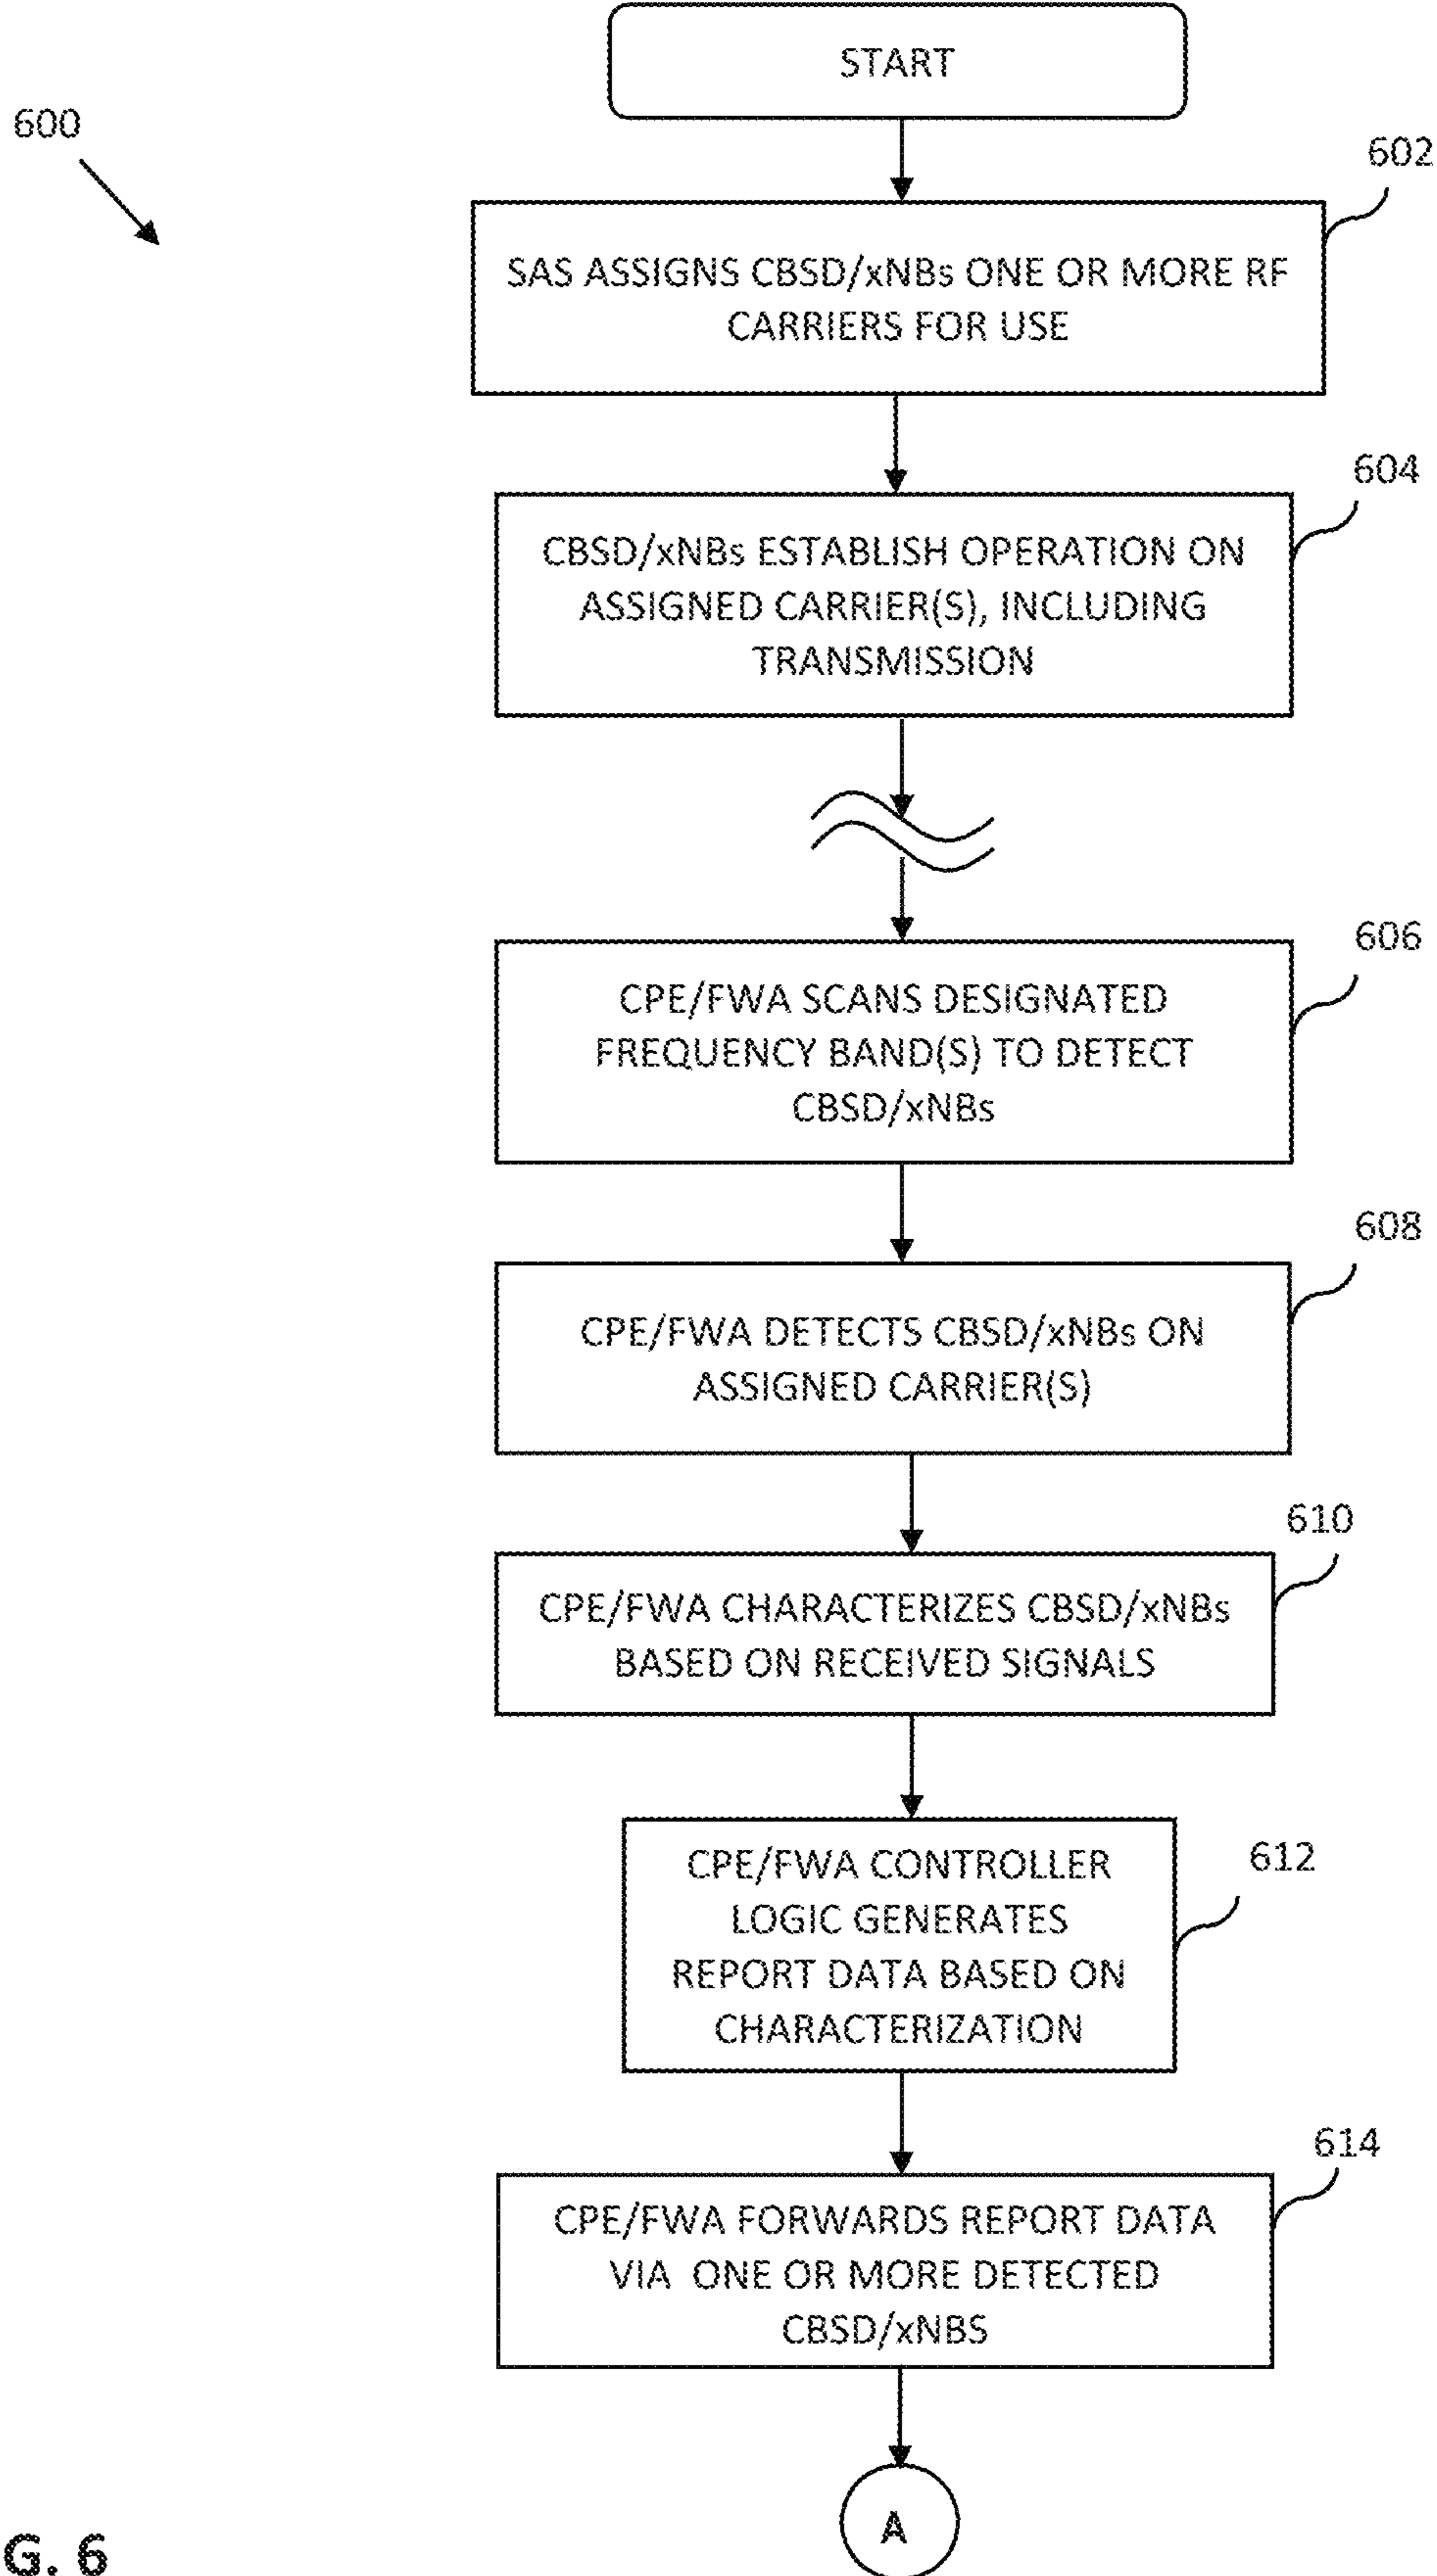 START
600
602
SAS ASSIGNS CBSD/xNBs ONE OR MORE RF
CARRIERS FOR USE
604
CBSD/xNBs ESTABLISH OPERATION ON
ASSIGNED CARRIER(S), INCLUDING
TRANSMISSION
606
CPE/FWA SCANS DESIGNATED
FREQUENCY BAND(S) TO DETECT
CBSD/xNBs
608
CPE/FWA DETECTS CBSD/xNBs ON
ASSIGNED CARRIER(S)
610
CPE/FWA CHARACTERIZES CBSD/xNBs
BASED ON RECEIVED SIGNALS
612
CPE/FWA CONTROLLER
LOGIC GENERATES
REPORT DATA BASED ON
CHARACTERIZATION
614
CPE/FWA FORWARDS REPORT DATA
VIA ONE OR MORE DETECTED
CBSD/xNBS
A
G. 6